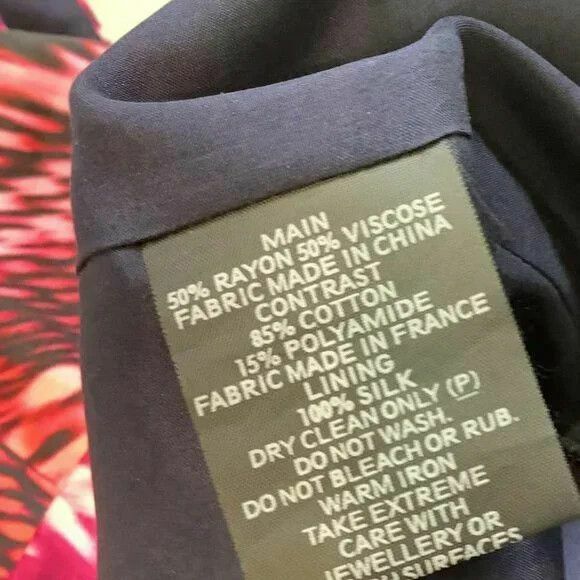 MAIN
50% RAYON 50% VISCOSE
FABRIC MADE IN CHINA
CONTRAST
85% COTTON
15% POLYAMIDE
FABRIC MADE IN FRANCE
LINING
100% SILK
DRY CLEAN ONLY (P)
DO NOT WASH.
DO NOT BLEACH OR RUB.
WARM IRON
TAKE EXTREME
CARE WITH
JEWELLERY OR
SURFACES